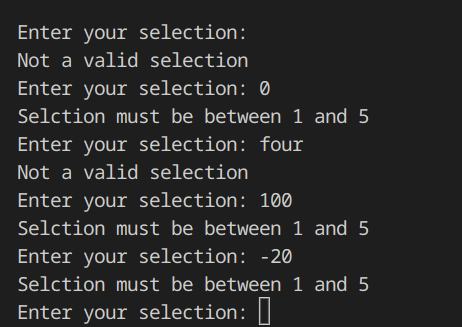 Enter your selection:
Not a valid selection
Enter your selection: 0
Selction must be between 1 and 5
Enter your selection: four
Not a valid selection
Enter your selection: 100
Selction must be between 1 and 5
Enter your selection: -20
Selction must be between 1 and 5
Enter your selection: